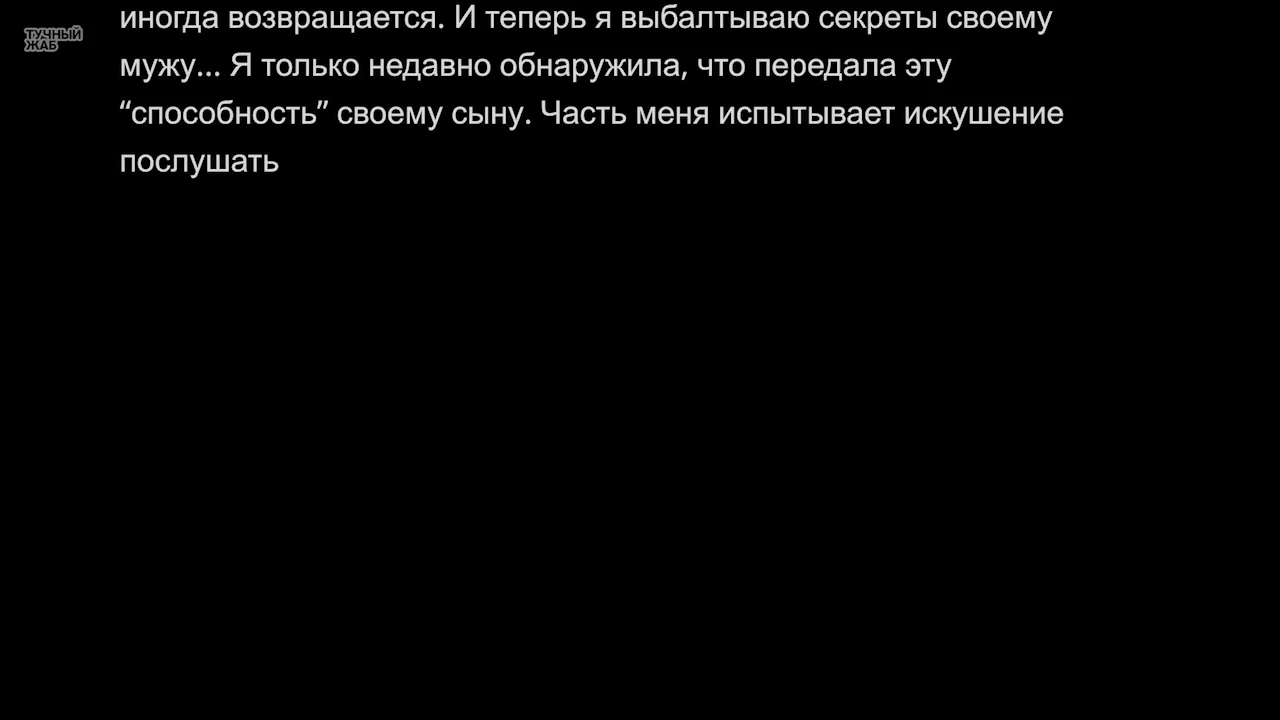 иногда возвращается. И теперь я выбалтываю секреты своему
ТУЧНЫЙ
ЖАБ
мужу... Я только недавно обнаружила, что передала эту
“способность” своему сыну. Часть меня испытывает искушение
послушать